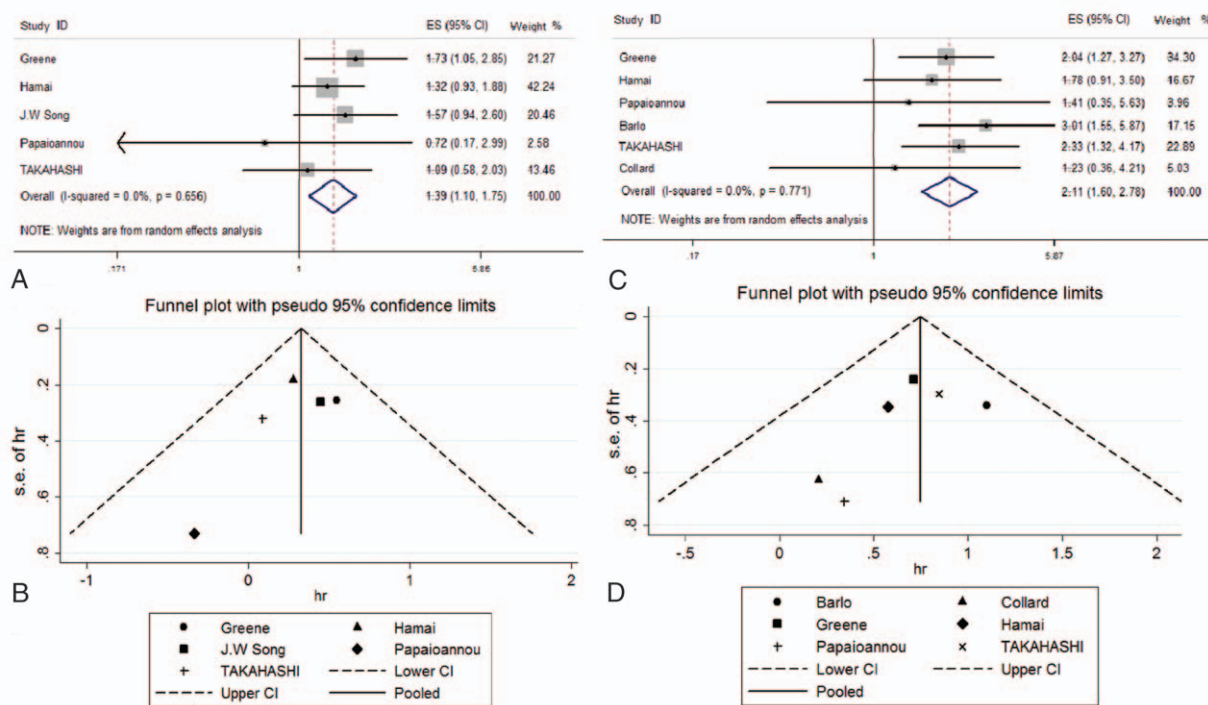 Study ID ES (95% CI) Weight %
Greene 1.73 (1.05, 2.85) 21.27
Hamai 1.32 (0.93, 1.88) 42.24
J.W Song 1.57 (0.94, 2.60) 20.46
Papaioannou 0.72 (0.17, 2.99) 2.58
TAKAHASHI 1.09 (0.58, 2.03) 13.46
Overall (I-squared = 0.0%, p = 0.656) 1.39 (1.10, 1.75) 100.00
NOTE: Weights are from random effects analysis
.171 1 5.86
A
Study ID ES (95% CI) Weight %
Greene 2.04 (1.27, 3.27) 34.30
Hamai 1.78 (0.91, 3.50) 16.67
Papaioannou 1.41 (0.35, 5.63) 3.96
Barlo 3.01 (1.55, 5.87) 17.15
TAKAHASHI 2.33 (1.32, 4.17) 22.89
Collard 1.23 (0.36, 4.21) 5.03
Overall (I-squared = 0.0%, p = 0.771) 2.11 (1.60, 2.78) 100.00
NOTE: Weights are from random effects analysis
.17 1 5.87
C
Funnel plot with pseudo 95% confidence limits
s.e. of hr
0
.2
.4
.6
.8
-1 0 1 2
hr
B
Greene Hamai
J.W Song Papaioannou
TAKAHASHI Lower CI
Upper CI Pooled
Funnel plot with pseudo 95% confidence limits
s.e. of hr
0
.2
.4
.6
.8
-.5 0 .5 1 1.5 2
hr
D
Barlo Collard
Greene Hamai
Papaioannou TAKAHASHI
Lower CI Upper CI
Pooled